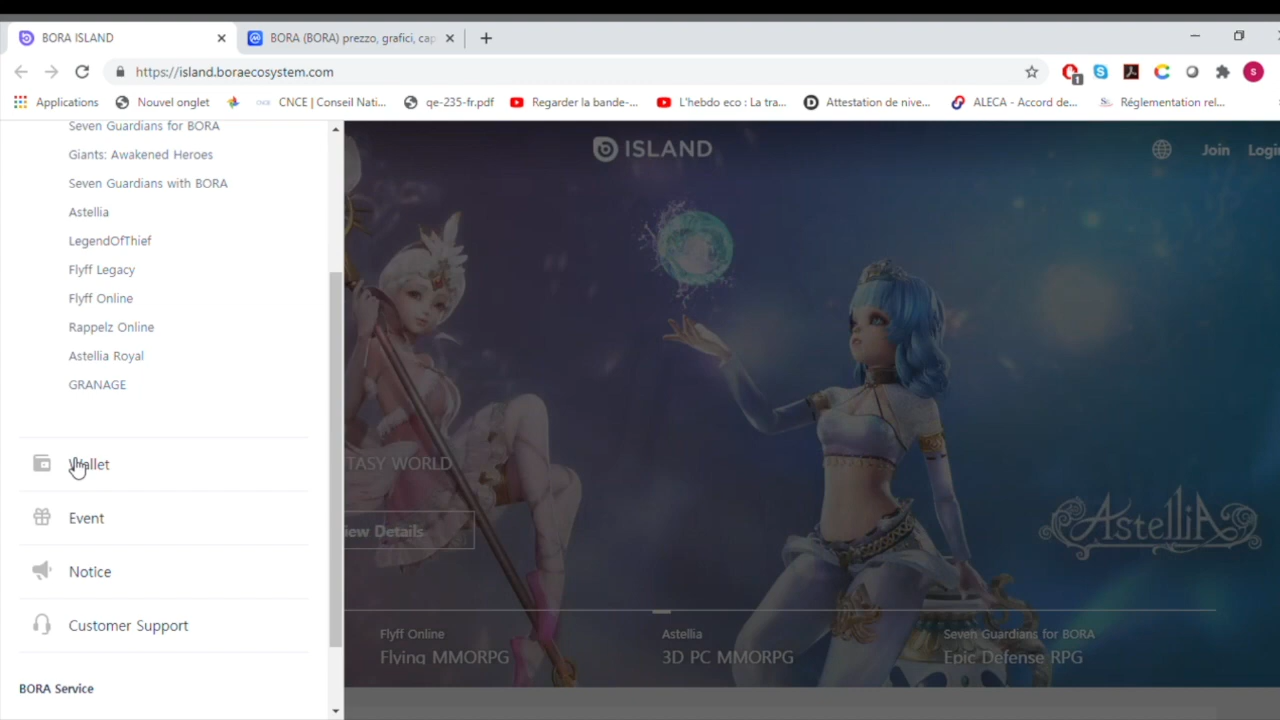 BORA ISLAND
BORA (BORA) prezzo, grafici, cap
https://island.boraecosystem.com
1
S
Applications
Nouvel onglet
CNCE | Conseil Nati...
qe-235-fr.pdf
Regarder la bande-...
L'hebdo eco : La tra...
Attestation de nive...
ALECA - Accord de...
Réglementation rel...
Seven Guardians for BORA
Giants: Awakened Heroes
Seven Guardians with BORA
Astellia
LegendOfThief
Flyff Legacy
Flyff Online
Rappelz Online
Astellia Royal
GRANAGE
Wallet
Event
Notice
Customer Support
BORA Service
ISLAND
Join
Login
TASY WORLD
iew Details
AstelliA
Flyff Online
Flying MMORPG
Astellia
3D PC MMORPG
Seven Guardians for BORA
Epic Defense RPG